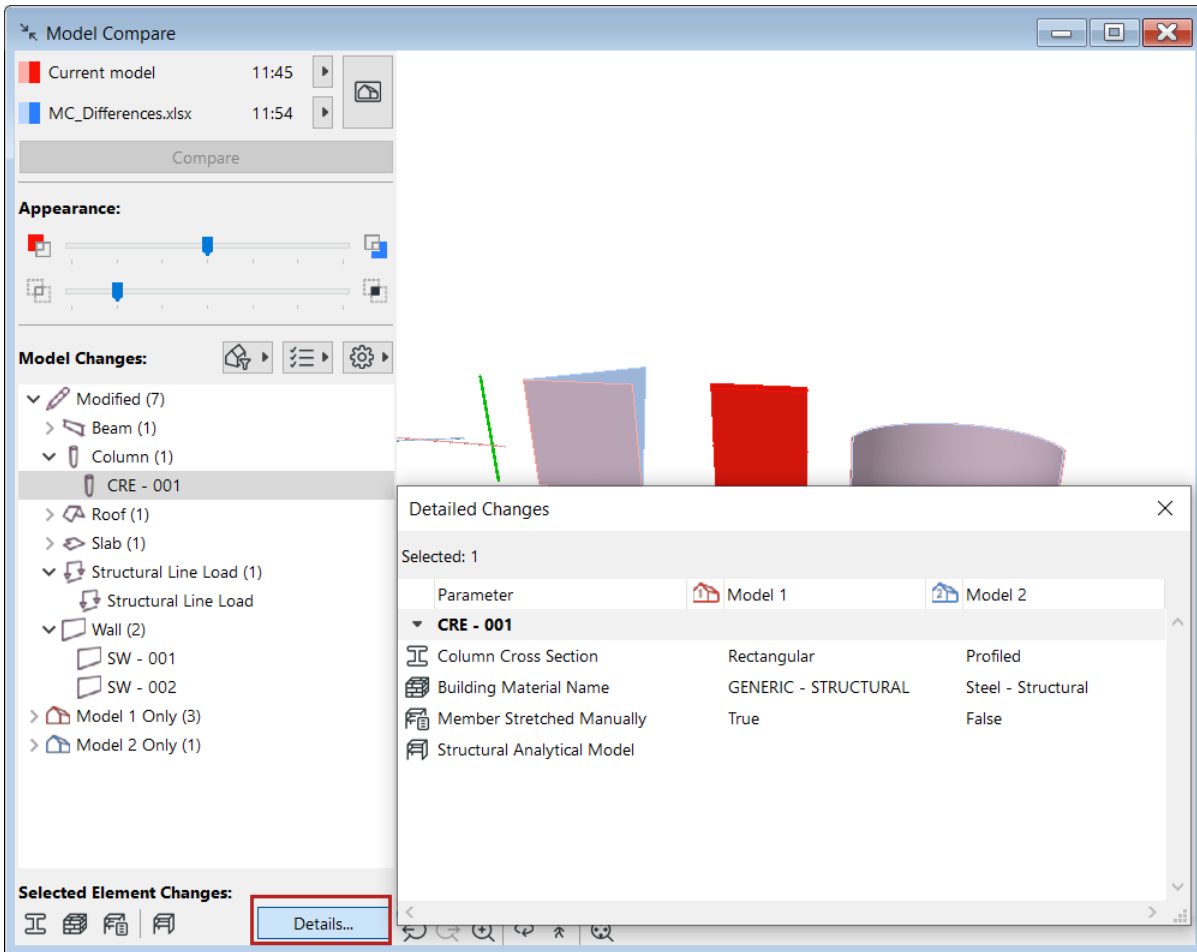 Model Compare
Current model 11:45
MC_Differences.xlsx 11:54
Compare
Appearance:
Model Changes:
Modified (7)
Beam (1)
Column (1)
CRE - 001
Roof (1)
Slab (1)
Structural Line Load (1)
Structural Line Load
Wall (2)
SW - 001
SW - 002
Model 1 Only (3)
Model 2 Only (1)
Selected Element Changes:
Details...
Detailed Changes
Selected: 1
Parameter 1 Model 1 2 Model 2
CRE - 001
Column Cross Section Rectangular Profiled
Building Material Name GENERIC - STRUCTURAL Steel - Structural
Member Stretched Manually True False
Structural Analytical Model